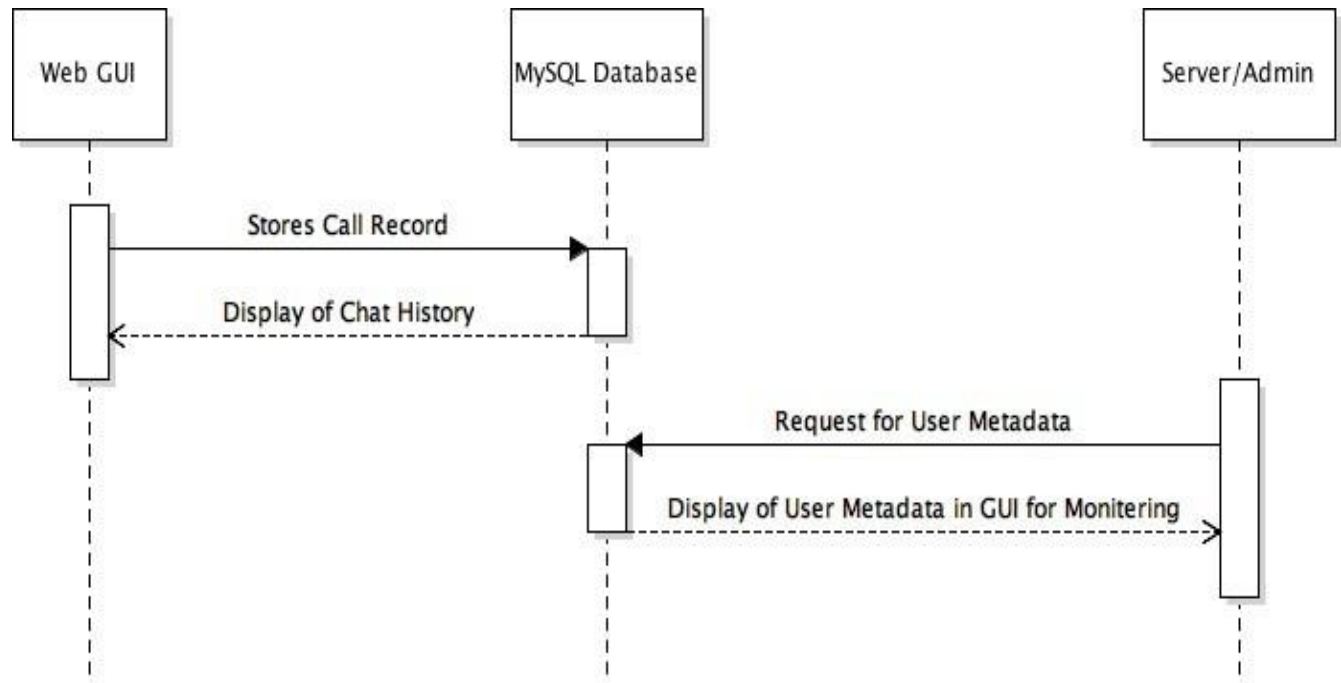 Web GUI
MySQL Database
Server/Admin
Stores Call Record
Display of Chat History
Request for User Metadata
Display of User Metadata in GUI for Monitering